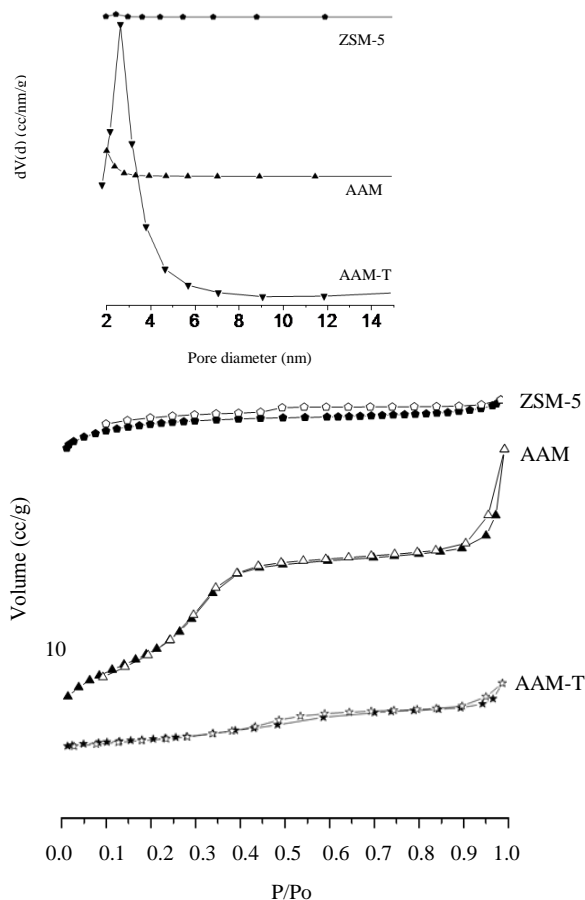 dV(d) (cc/nm/g)
ZSM-5
AAM
AAM-T
2 4 6 8 10 12 14
Pore diameter (nm)
Volume (cc/g)
ZSM-5
AAM
10
AAM-T
0.0 0.1 0.2 0.3 0.4 0.5 0.6 0.7 0.8 0.9 1.0
P/Po